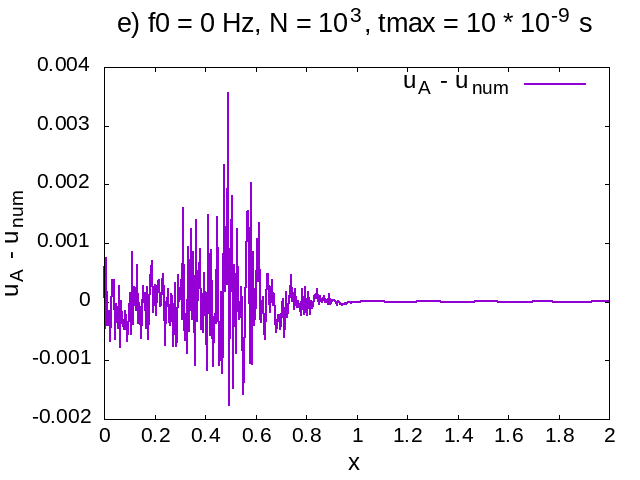 e) f0 = 0 Hz, N = 10³, tmax = 10 * 10⁻⁹ s
0.004
u_A - u_num
0.003
0.002
0.001
0
-0.001
-0.002
u_A - u_num
0 0.2 0.4 0.6 0.8 1 1.2 1.4 1.6 1.8 2
x